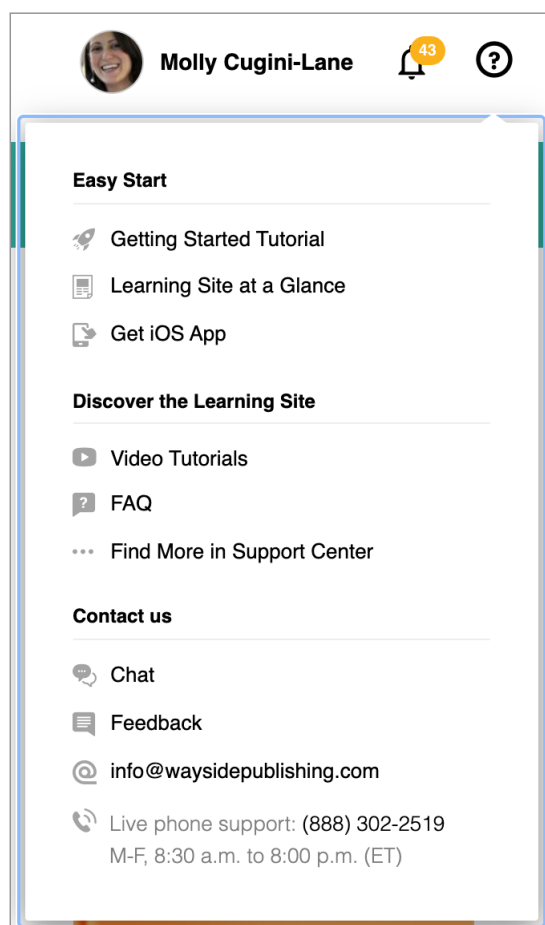 Molly Cugini-Lane
43
?
Easy Start
Getting Started Tutorial
Learning Site at a Glance
Get iOS App
Discover the Learning Site
Video Tutorials
?
FAQ
Find More in Support Center
Contact us
Chat
Feedback
@
info@waysidepublishing.com
Live phone support: (888) 302-2519
M-F, 8:30 a.m. to 8:00 p.m. (ET)